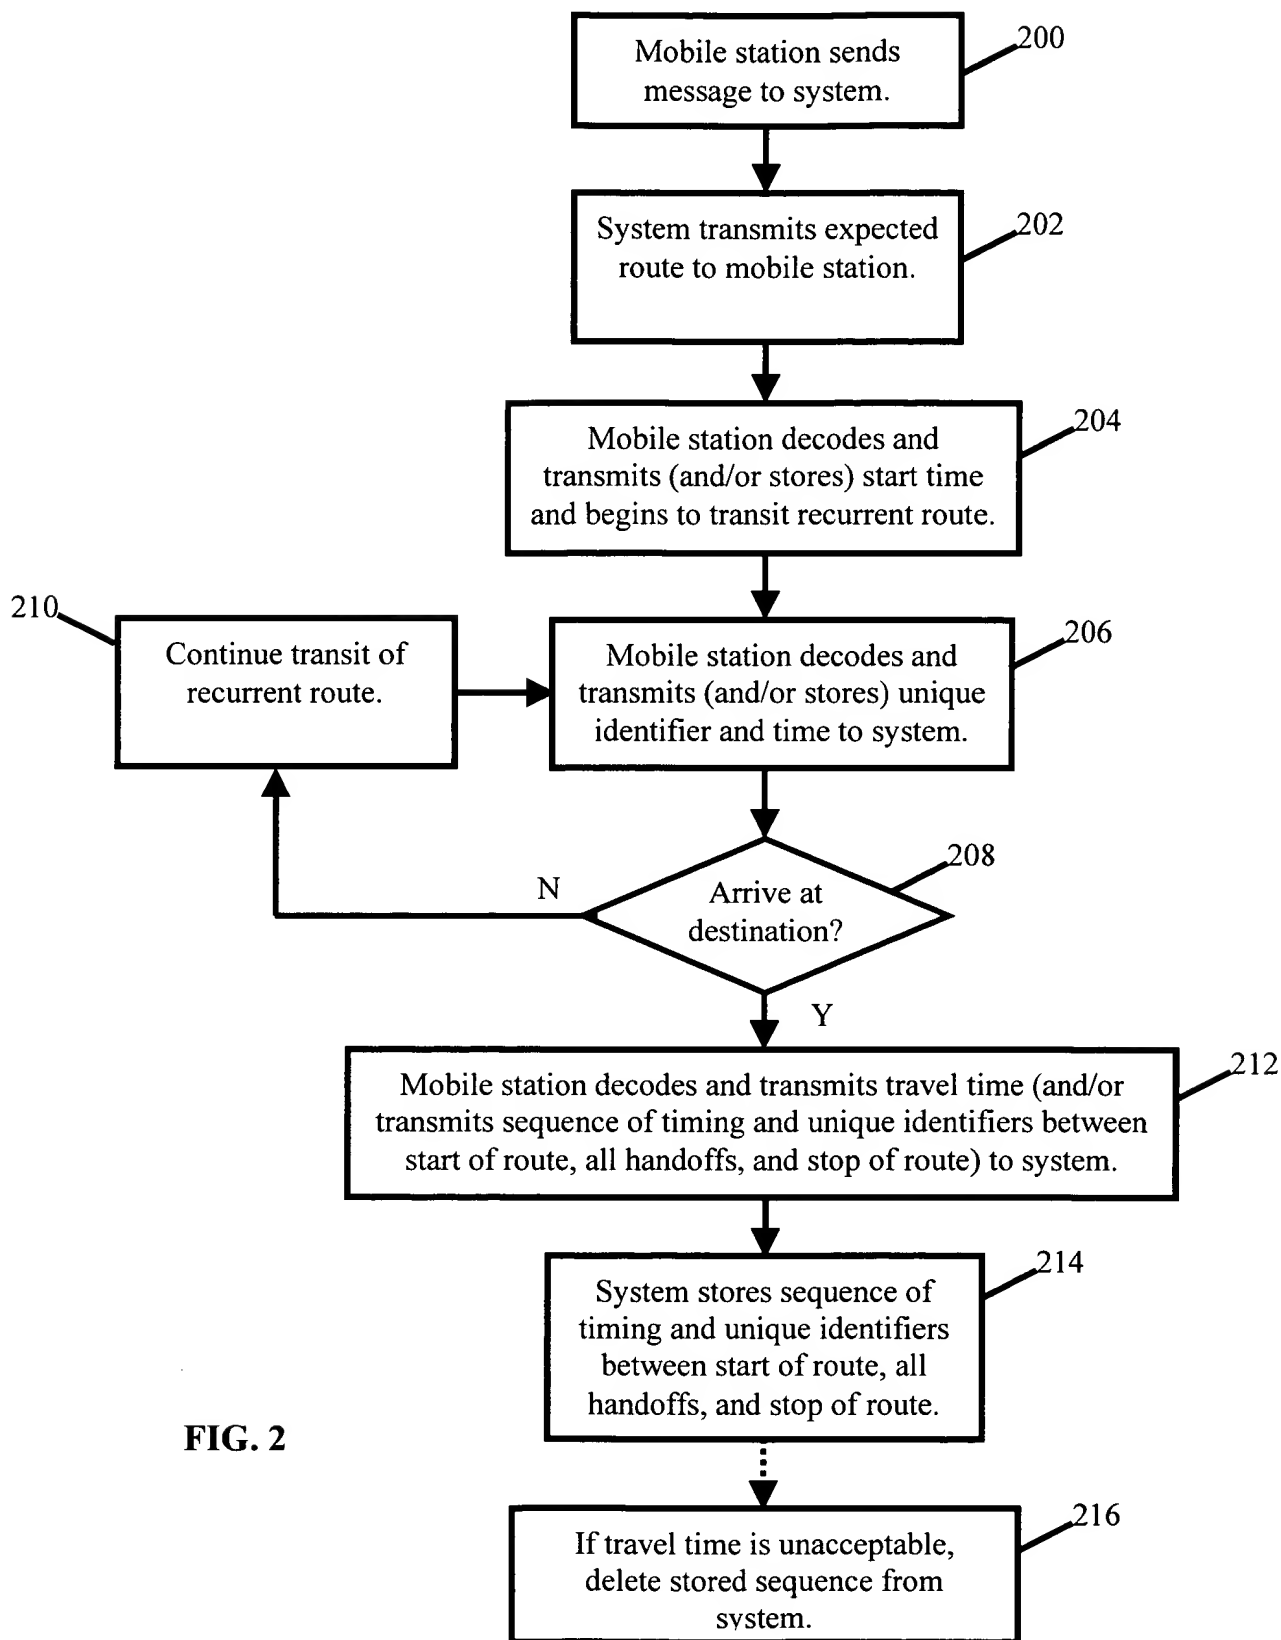 Mobile station sends
message to system.
200
System transmits expected
route to mobile station.
202
Mobile station decodes and
transmits (and/or stores) start time
and begins to transit recurrent route.
204
210
Continue transit of
recurrent route.
Mobile station decodes and
transmits (and/or stores) unique
identifier and time to system.
206
208
N
Arrive at
destination?
Y
Mobile station decodes and transmits travel time (and/or
transmits sequence of timing and unique identifiers between
start of route, all handoffs, and stop of route) to system.
212
System stores sequence of
timing and unique identifiers
between start of route, all
handoffs, and stop of route.
214
FIG. 2
If travel time is unacceptable,
delete stored sequence from
system.
216